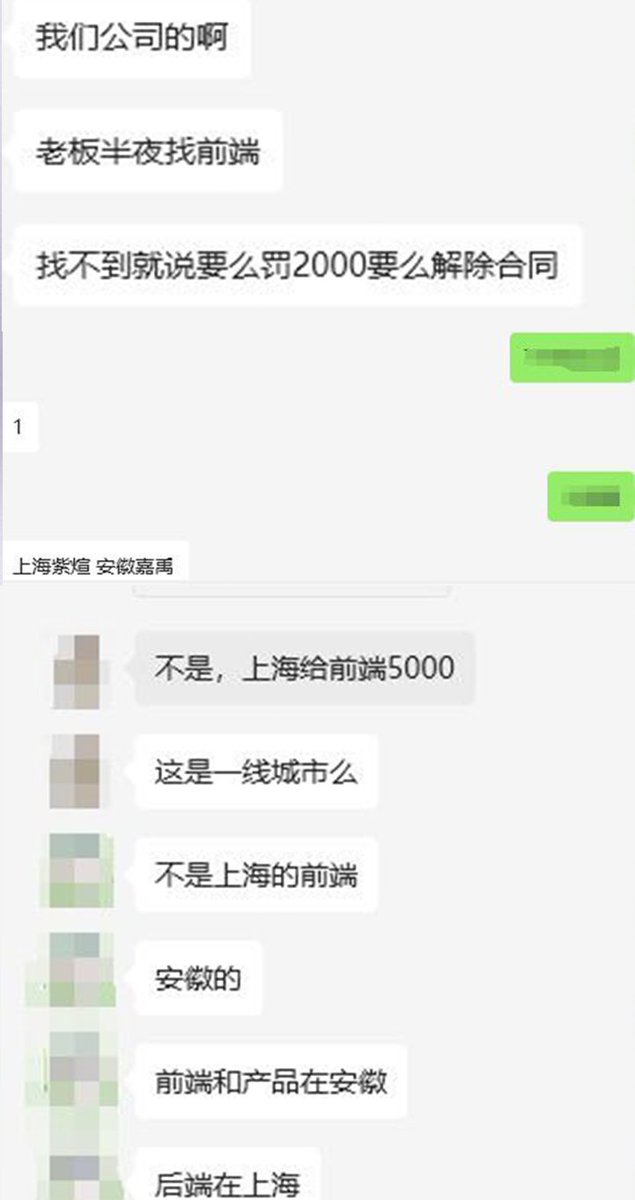 我们公司的啊
老板半夜找前端
找不到就说要么罚2000要么解除合同
1
上海紫煊 安徽嘉禹
不是，上海给前端5000
这是一线城市么
不是上海的前端
安徽的
前端和产品在安徽
后端在上海